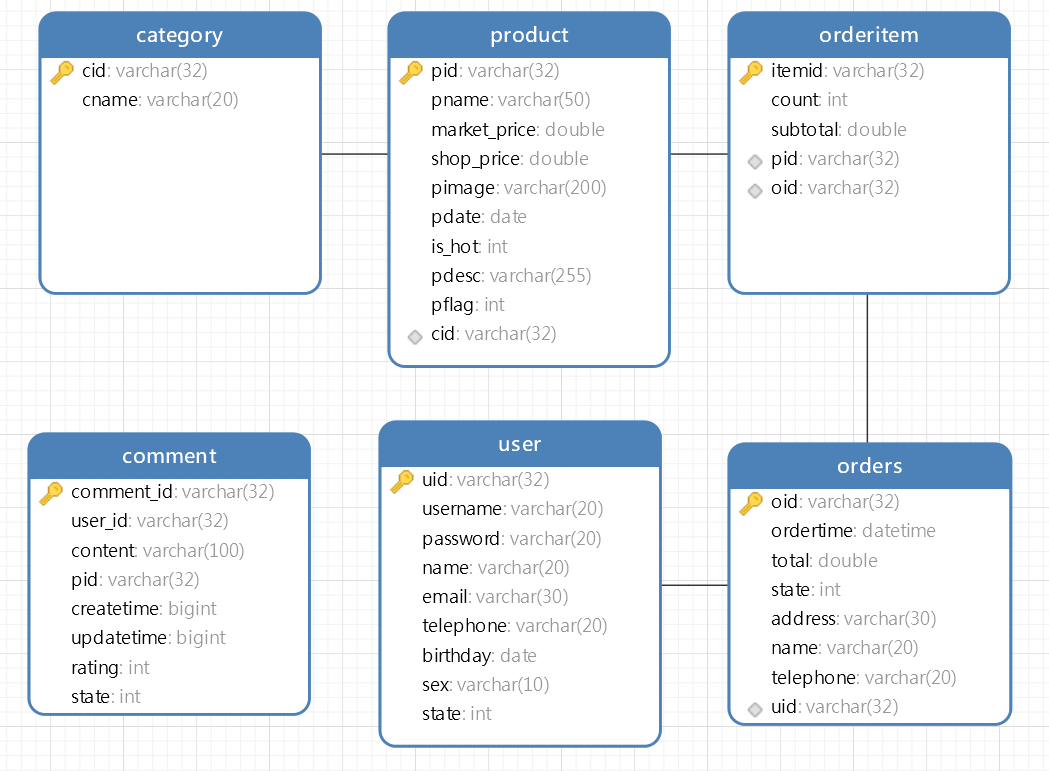 category
cid: varchar(32)
cname: varchar(20)
product
pid: varchar(32)
pname: varchar(50)
market_price: double
shop_price: double
pimage: varchar(200)
pdate: date
is_hot: int
pdesc: varchar(255)
pflag: int
cid: varchar(32)
orderitem
itemid: varchar(32)
count: int
subtotal: double
pid: varchar(32)
oid: varchar(32)
comment
comment_id: varchar(32)
user_id: varchar(32)
content: varchar(100)
pid: varchar(32)
createtime: bigint
updatetime: bigint
rating: int
state: int
user
uid: varchar(32)
username: varchar(20)
password: varchar(20)
name: varchar(20)
email: varchar(30)
telephone: varchar(20)
birthday: date
sex: varchar(10)
state: int
orders
oid: varchar(32)
ordertime: datetime
total: double
state: int
address: varchar(30)
name: varchar(20)
telephone: varchar(20)
uid: varchar(32)